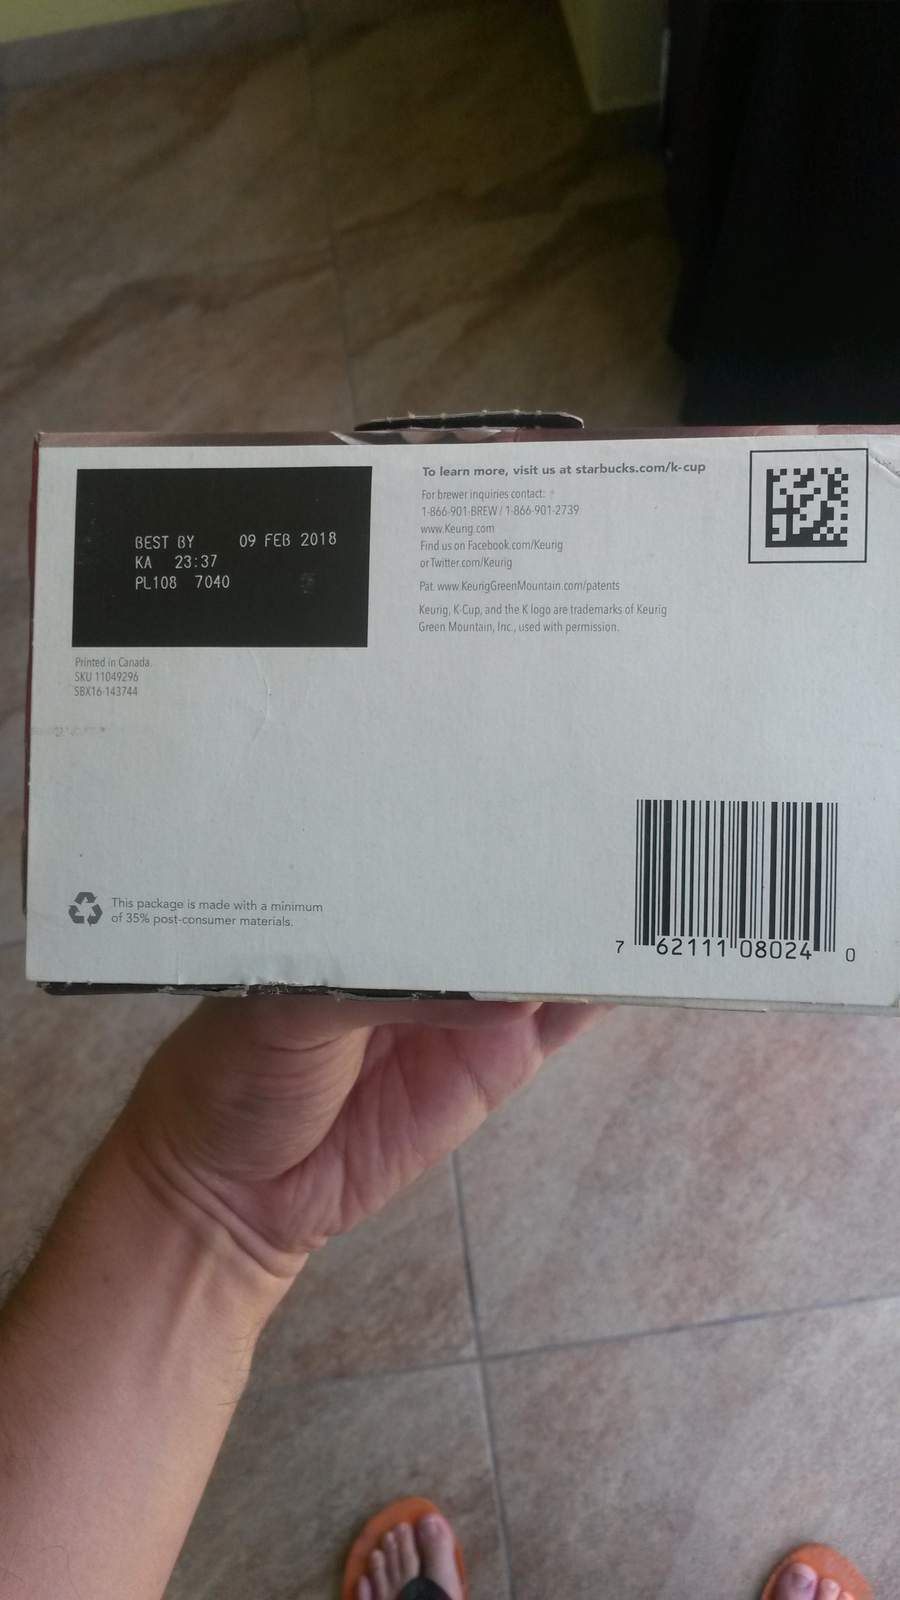 BEST BY 09 FEB 2018
KA 23:37
PL108 7040
Printed in Canada.
SKU 11049296
SBX16-143744
To learn more, visit us at starbucks.com/k-cup
For brewer inquiries contact:
1-866-901-BREW / 1-866-901-2739
www.Keurig.com
Find us on Facebook.com/Keurig
or Twitter.com/Keurig
Pat. www.KeurigGreenMountain.com/patents
Keurig, K-Cup, and the K logo are trademarks of Keurig
Green Mountain, Inc., used with permission.
This package is made with a minimum
of 35% post-consumer materials.
7 62111 08024 0